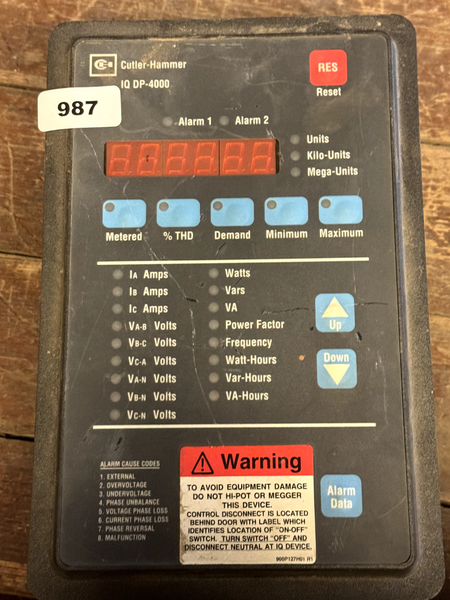 Cutler-Hammer
IQ DP-4000
RES
Reset
987
Alarm 1 Alarm 2
Units
Kilo-Units
Mega-Units
Metered % THD Demand Minimum Maximum
IA Amps Watts
IB Amps Vars
IC Amps VA
VA-B Volts Power Factor
VB-C Volts Frequency
VC-A Volts Watt-Hours
VA-N Volts Var-Hours
VB-N Volts VA-Hours
VC-N Volts
Up
Down
ALARM CAUSE CODES
1. EXTERNAL
2. OVERVOLTAGE
3. UNDERVOLTAGE
4. PHASE UNBALANCE
5. VOLTAGE PHASE LOSS
6. CURRENT PHASE LOSS
7. PHASE REVERSAL
8. MALFUNCTION
Warning
TO AVOID EQUIPMENT DAMAGE
DO NOT HI-POT OR MEGGER
THIS DEVICE.
CONTROL DISCONNECT IS LOCATED
BEHIND DOOR WITH LABEL WHICH
IDENTIFIES LOCATION OF "ON-OFF"
SWITCH. TURN SWITCH "OFF" AND
DISCONNECT NEUTRAL AT IQ DEVICE.
900P127H01 R1
Alarm
Data